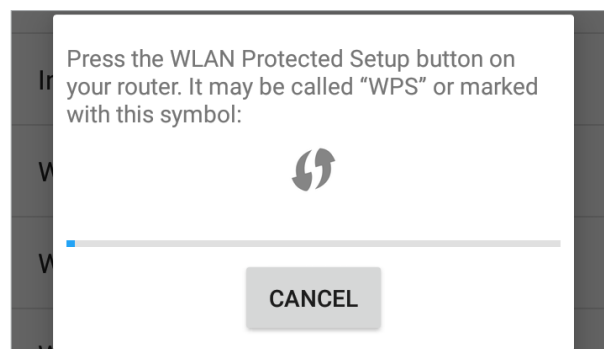 Press the WLAN Protected Setup button on
your router. It may be called “WPS” or marked
with this symbol:
CANCEL